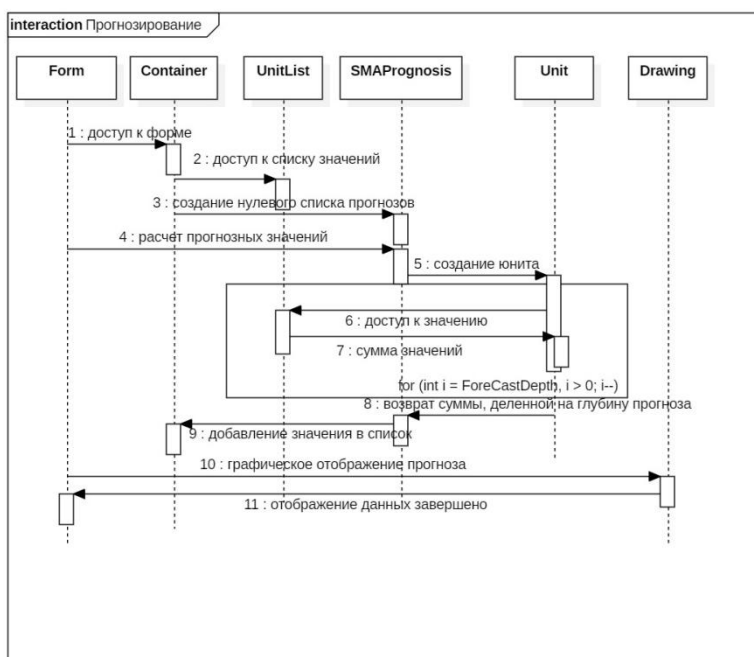 interaction Прогнозирование
Form
Container
UnitList
SMAPrognosis
Unit
Drawing
1 : доступ к форме
2 : доступ к списку значений
3 : создание нулевого списка прогнозов
4 : расчет прогнозных значений
5 : создание юнита
6 : доступ к значению
7 : сумма значений
for (int i = ForeCastDepth, i > 0; i--)
8 : возврат суммы, деленной на глубину прогноза
9 : добавление значения в список
10 : графическое отображение прогноза
11 : отображение данных завершено